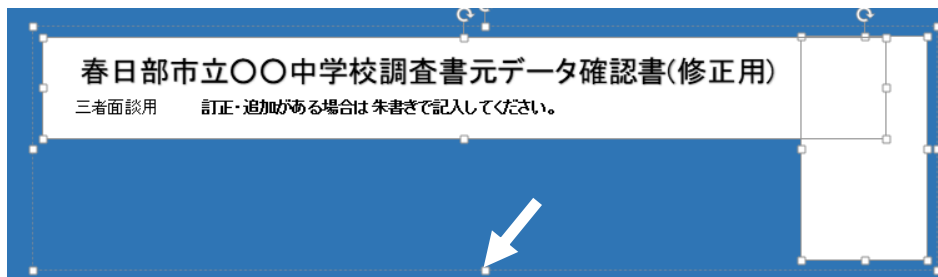 春日部市立〇〇中学校調査書元データ確認書(修正用)
三者面談用　　訂正・追加がある場合は朱書きで記入してください。